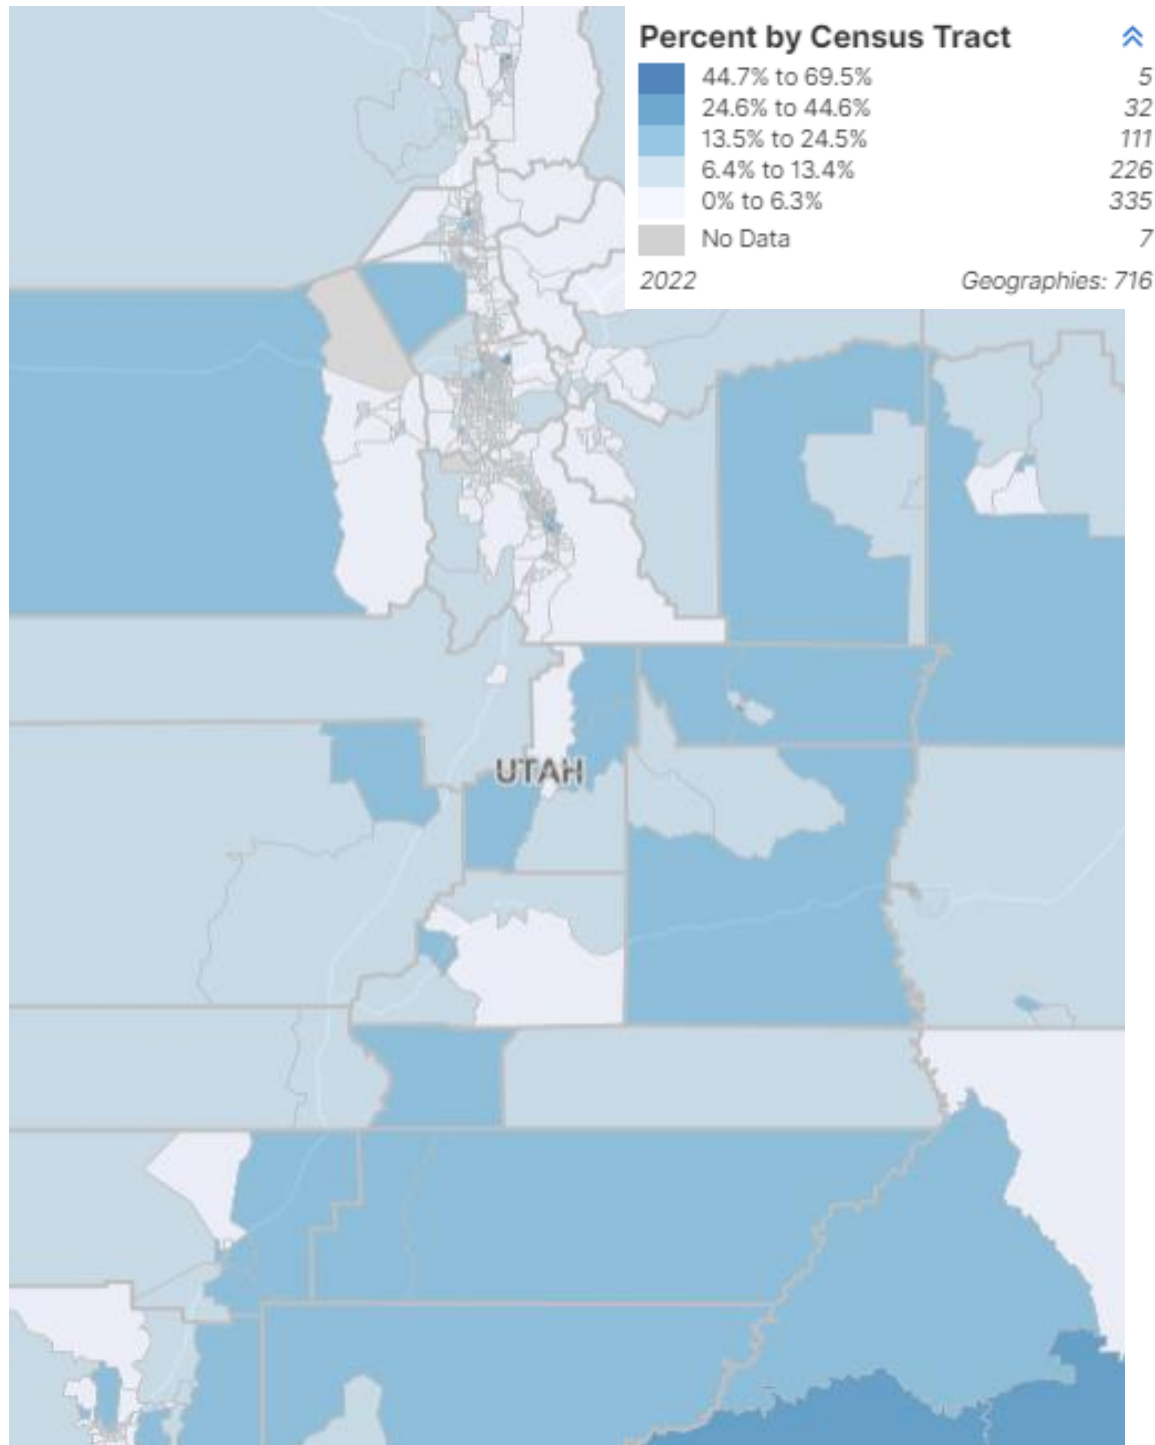 Percent by Census Tract
44.7% to 69.5% 5
24.6% to 44.6% 32
13.5% to 24.5% 111
6.4% to 13.4% 226
0% to 6.3% 335
No Data 7
2022 Geographies: 716
UTAH